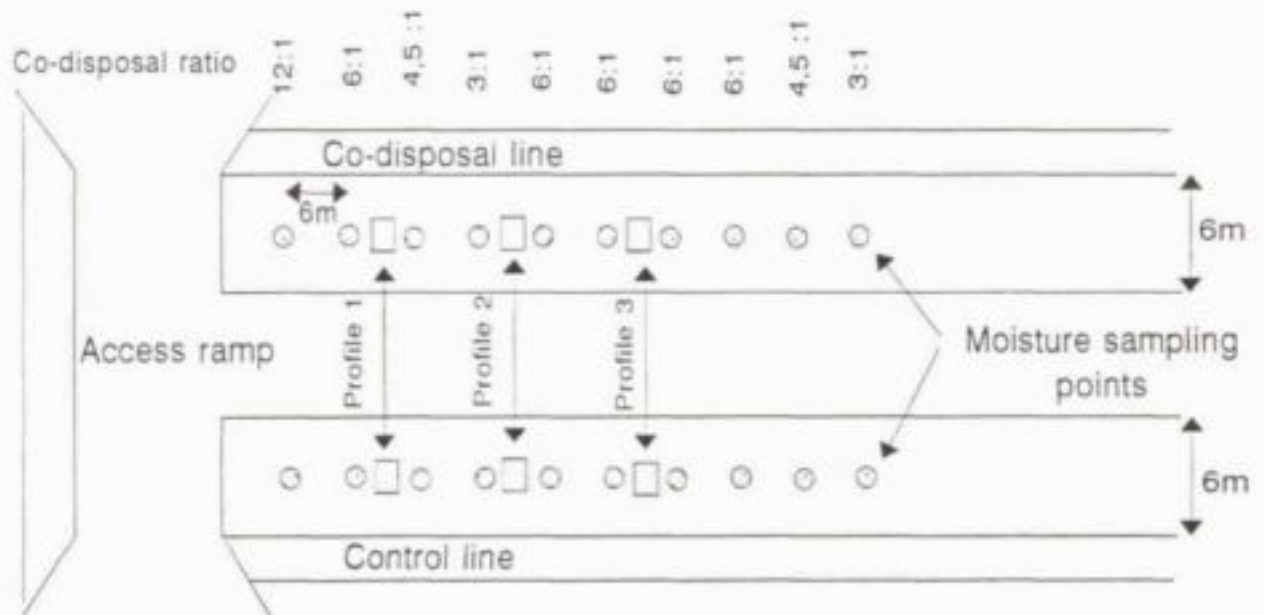 Co-disposal ratio
12:1
6:1
4,5 :1
3:1
6:1
6:1
6:1
6:1
4,5 :1
3:1
Co-disposal line
6m
6m
Access ramp
Profile 1
Profile 2
Profile 3
Moisture sampling
points
6m
Control line